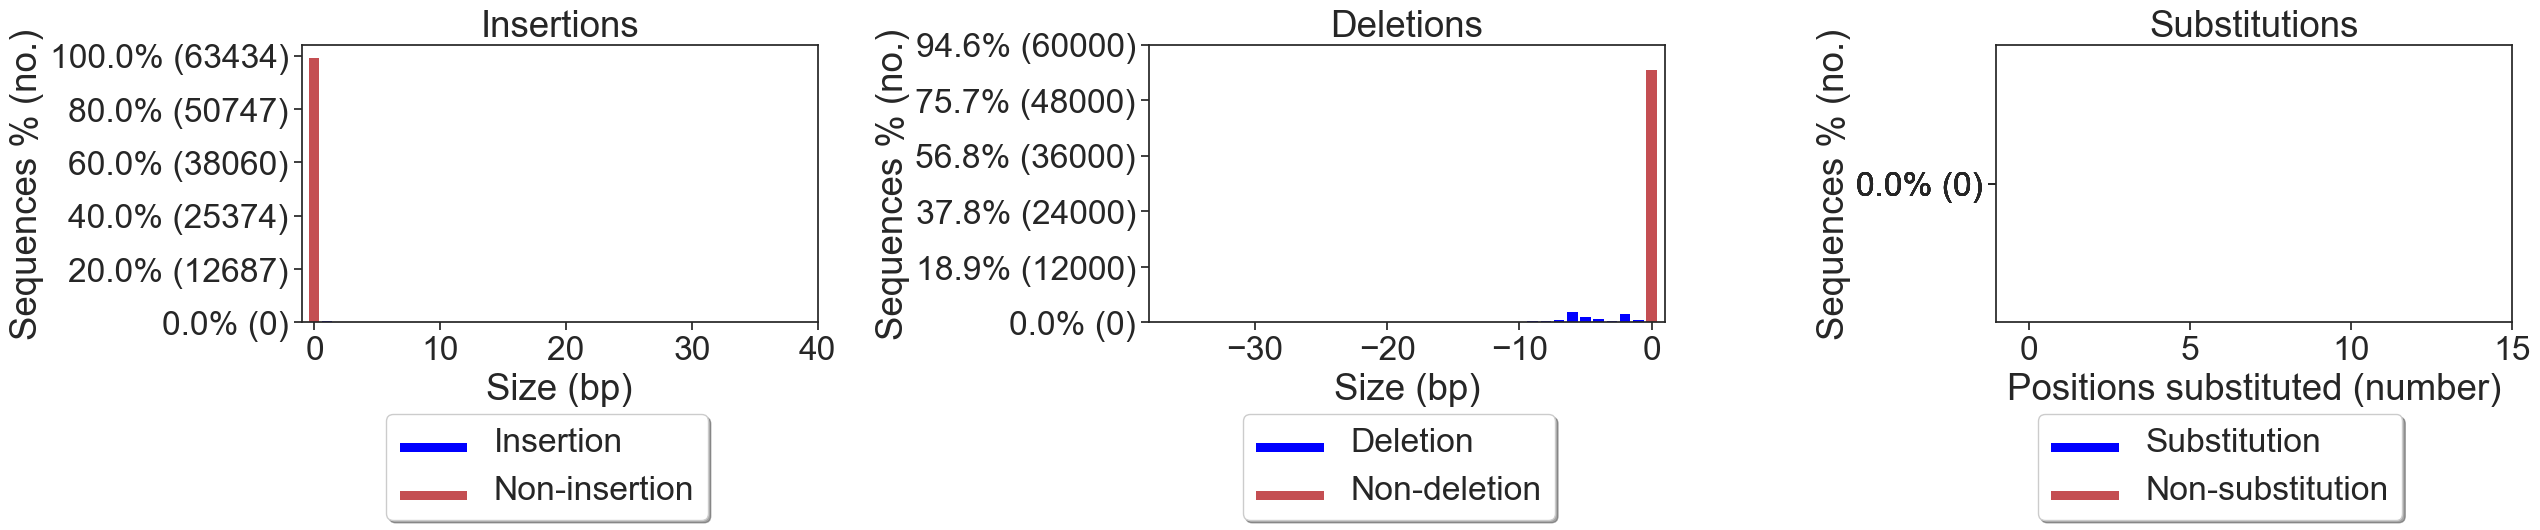 Insertions
Sequences % (no.)
100.0% (63434)
80.0% (50747)
60.0% (38060)
40.0% (25374)
20.0% (12687)
0.0% (0)
0 10 20 30 40
Size (bp)
Insertion
Non-insertion
Deletions
Sequences % (no.)
94.6% (60000)
75.7% (48000)
56.8% (36000)
37.8% (24000)
18.9% (12000)
0.0% (0)
−30 −20 −10 0
Size (bp)
Deletion
Non-deletion
Substitutions
Sequences % (no.)
0.0% (0)
0 5 10 15
Positions substituted (number)
Substitution
Non-substitution